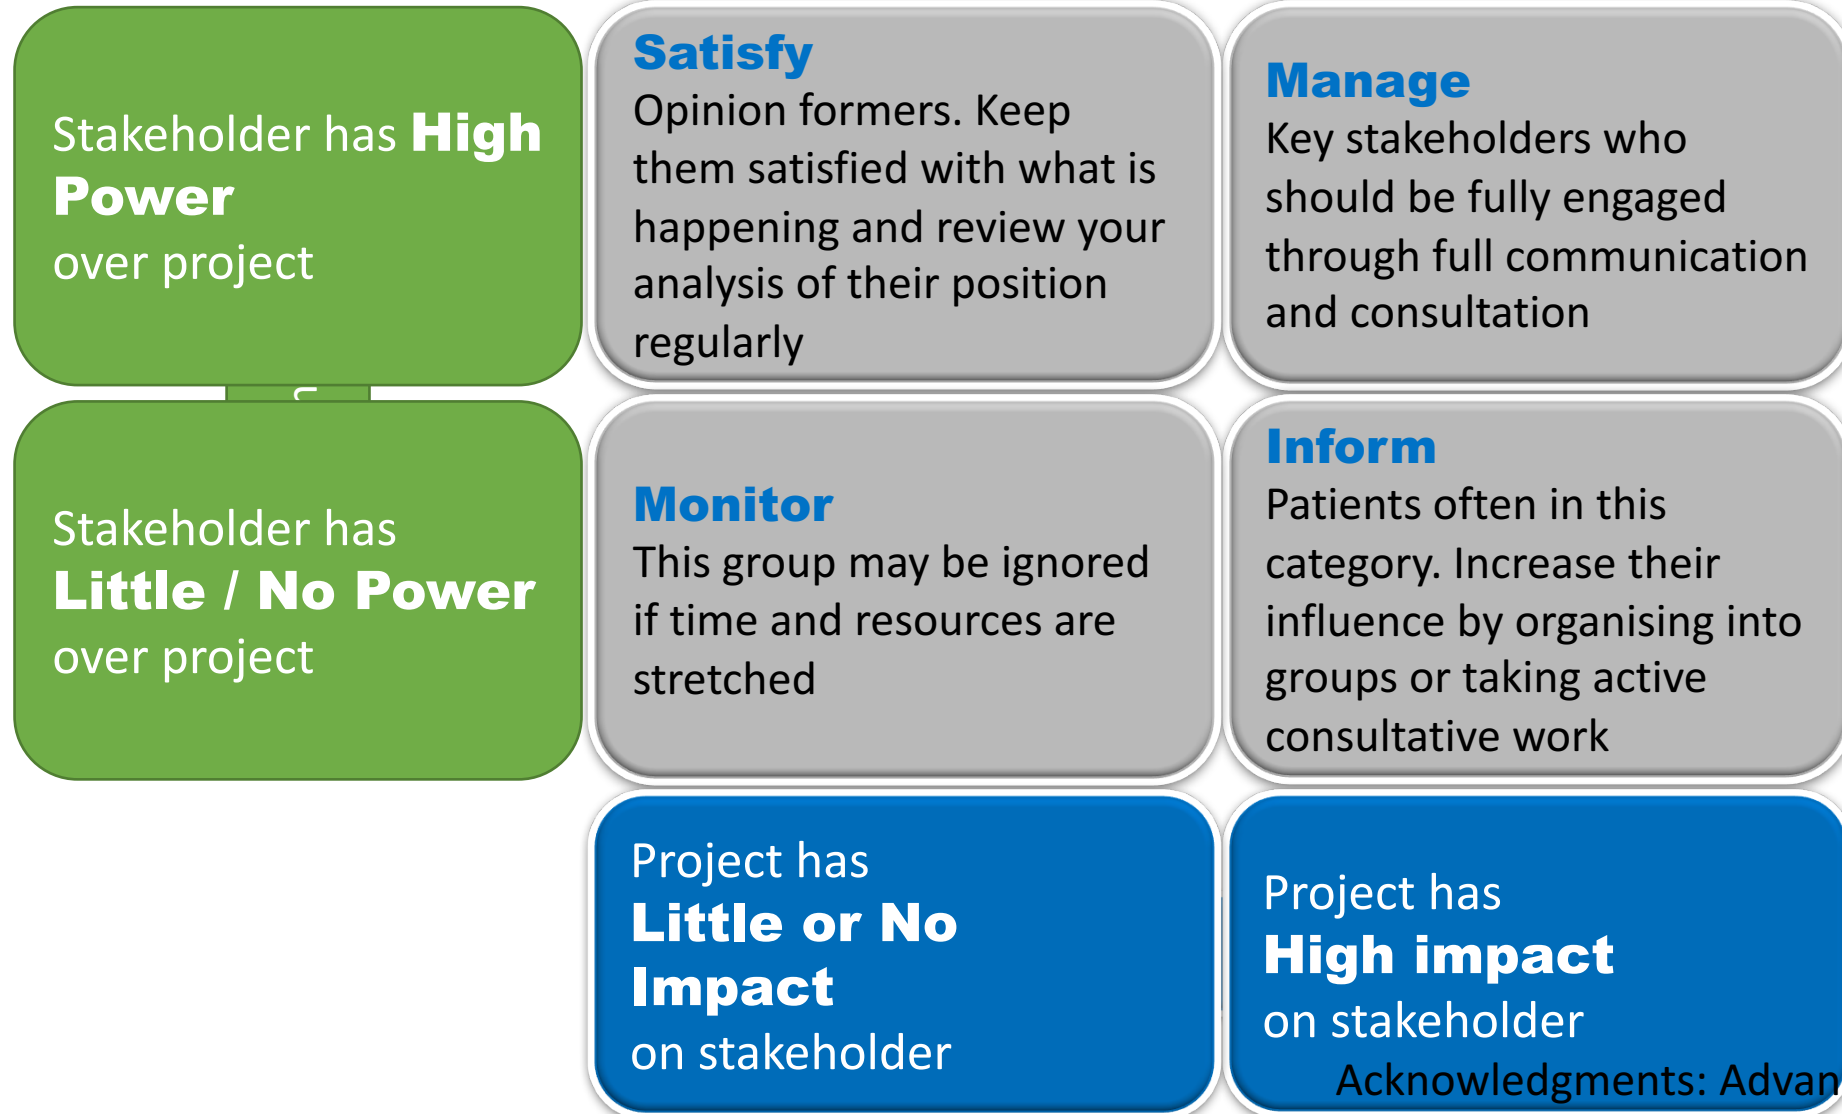 Stakeholder has High
Power
over project
Satisfy
Opinion formers. Keep
them satisfied with what is
happening and review your
analysis of their position
regularly
Manage
Key stakeholders who
should be fully engaged
through full communication
and consultation
Stakeholder has
Little / No Power
over project
Monitor
This group may be ignored
if time and resources are
stretched
Inform
Patients often in this
category. Increase their
influence by organising into
groups or taking active
consultative work
Project has
Little or No
Impact
on stakeholder
Project has
High impact
on stakeholder
Acknowledgments: